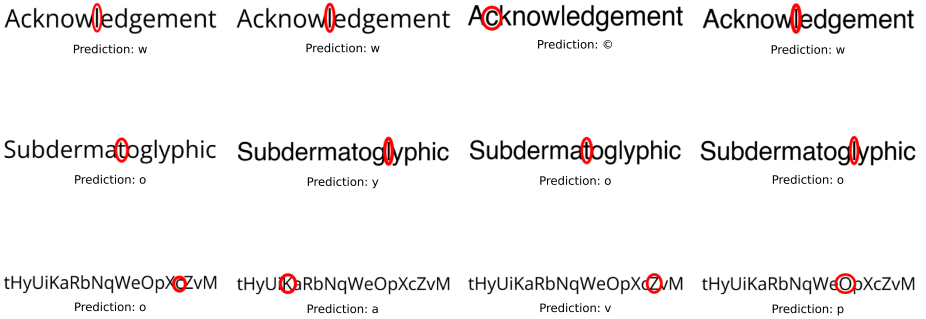 Acknowledgement Acknowledgement Acknowledgement Acknowledgement
Prediction: w Prediction: w Prediction: © Prediction: w
Subdermatoglyphic Subdermatoglyphic Subdermatoglyphic Subdermatoglyphic
Prediction: o Prediction: y Prediction: o Prediction: o
tHyUiKaRbNqWeOpXcZvM tHyUiKaRbNqWeOpXcZvM tHyUiKaRbNqWeOpXcZvM tHyUiKaRbNqWeOpXcZvM
Prediction: o Prediction: a Prediction: v Prediction: p